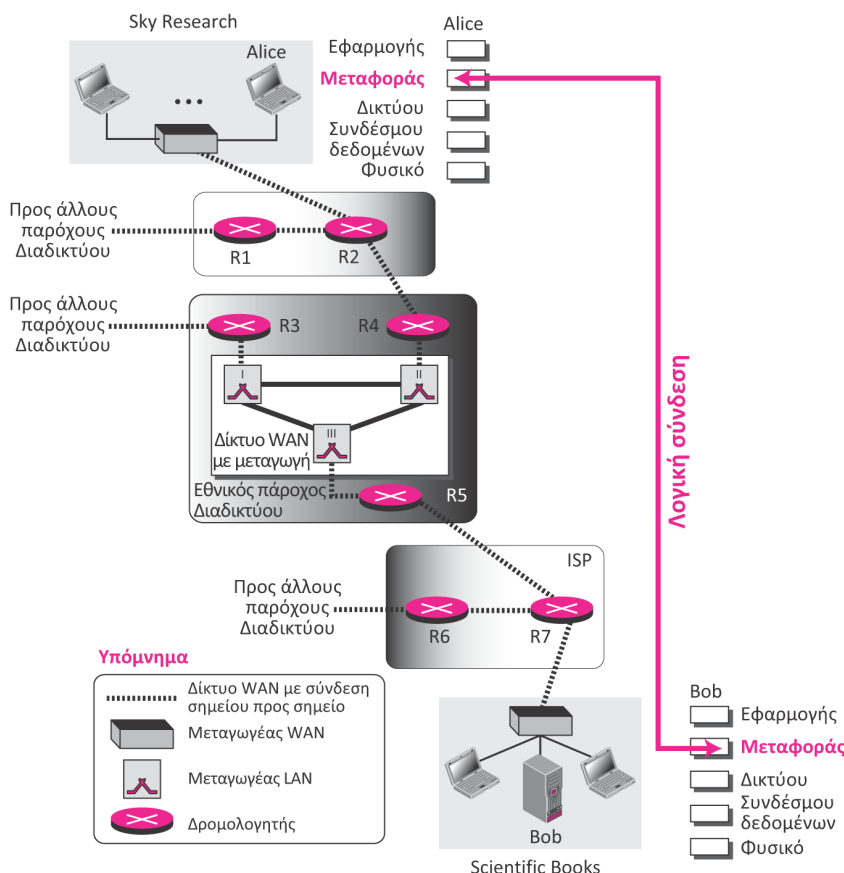 Sky Research
Alice
Alice
Εφαρμογής
Μεταφοράς
Δικτύου
Συνδέσμου
δεδομένων
Φυσικό
Προς άλλους
παρόχους
Διαδικτύου
R1
R2
Προς άλλους
παρόχους
Διαδικτύου
R3
R4
I
II
III
Δίκτυο WAN
με μεταγωγή
Εθνικός πάροχος
Διαδικτύου
R5
Λογική σύνδεση
ISP
Προς άλλους
παρόχους
Διαδικτύου
R6
R7
Υπόμνημα
Δίκτυο WAN με σύνδεση
σημείου προς σημείο
Μεταγωγέας WAN
Μεταγωγέας LAN
Δρομολογητής
Bob
Scientific Books
Bob
Εφαρμογής
Μεταφοράς
Δικτύου
Συνδέσμου
δεδομένων
Φυσικό